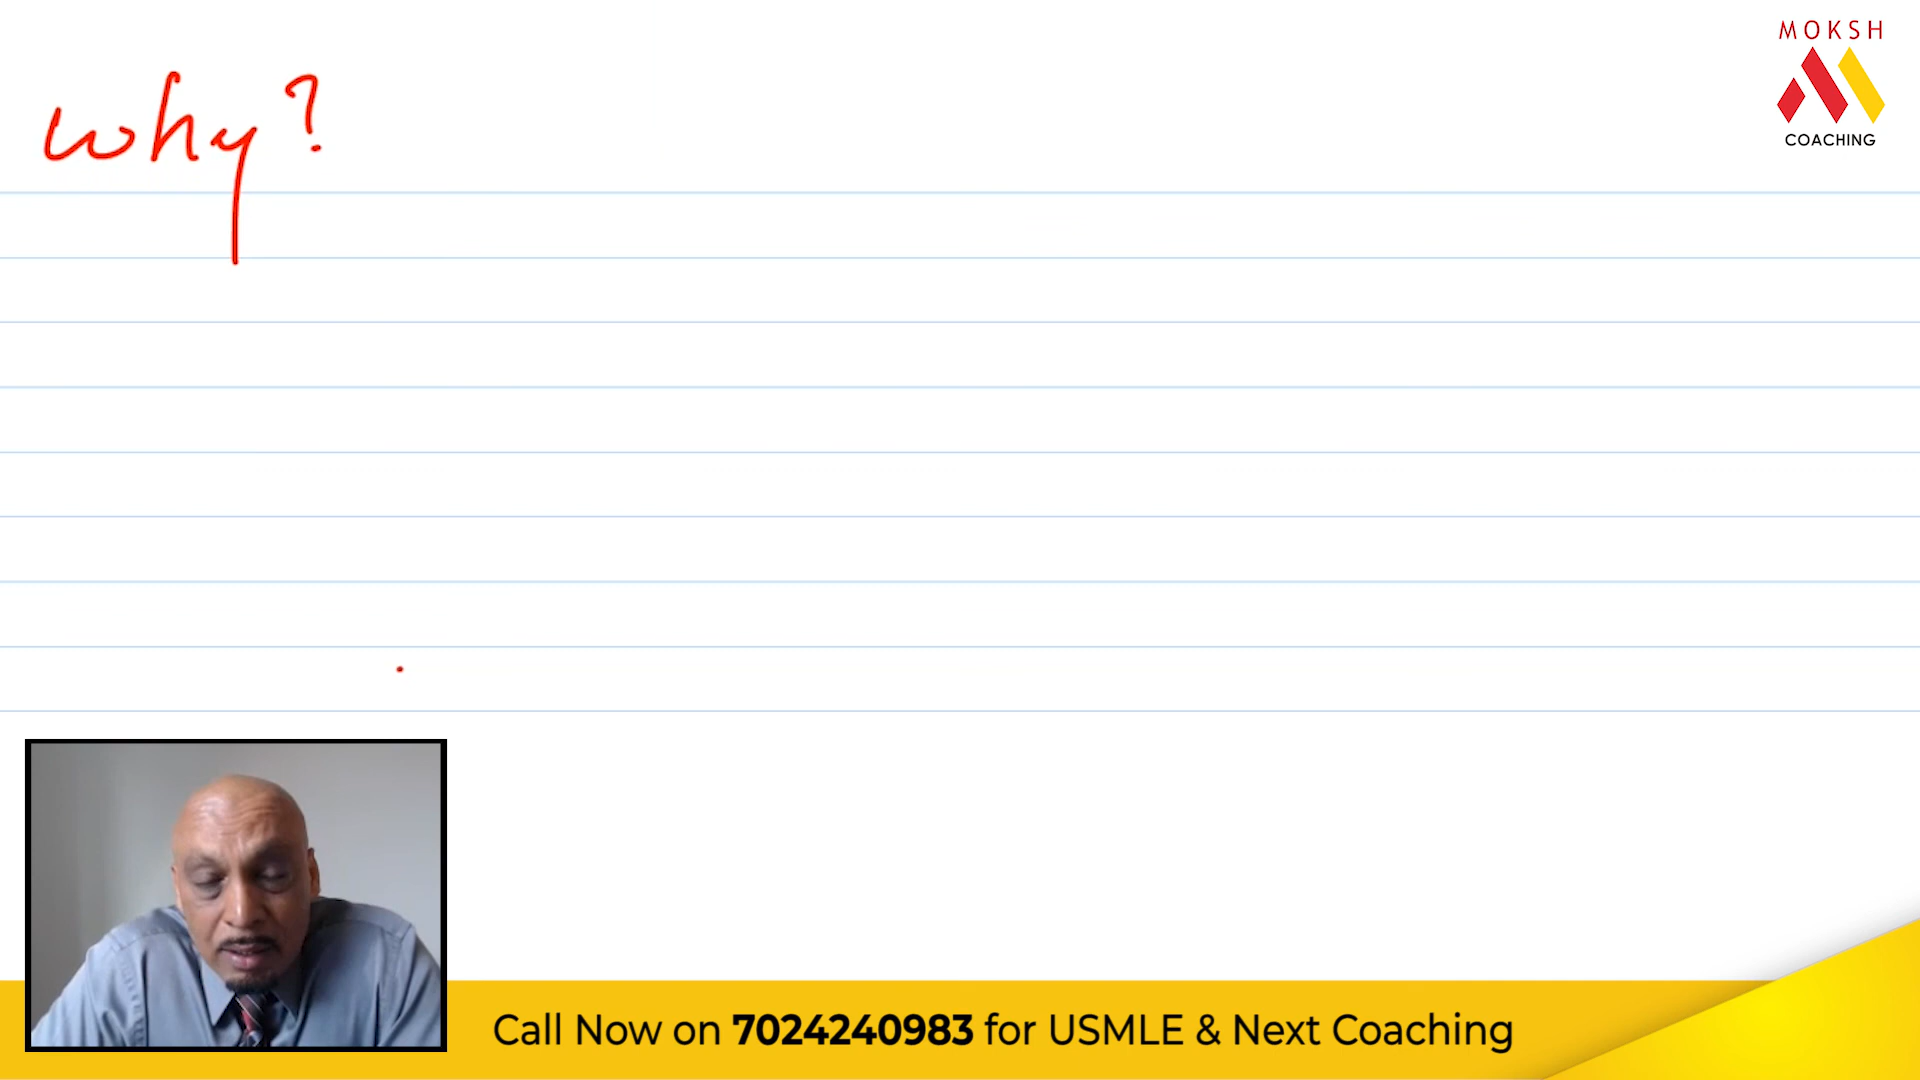 MOKSH
why?
COACHING
Call Now on 7024240983 for USMLE & Next Coaching